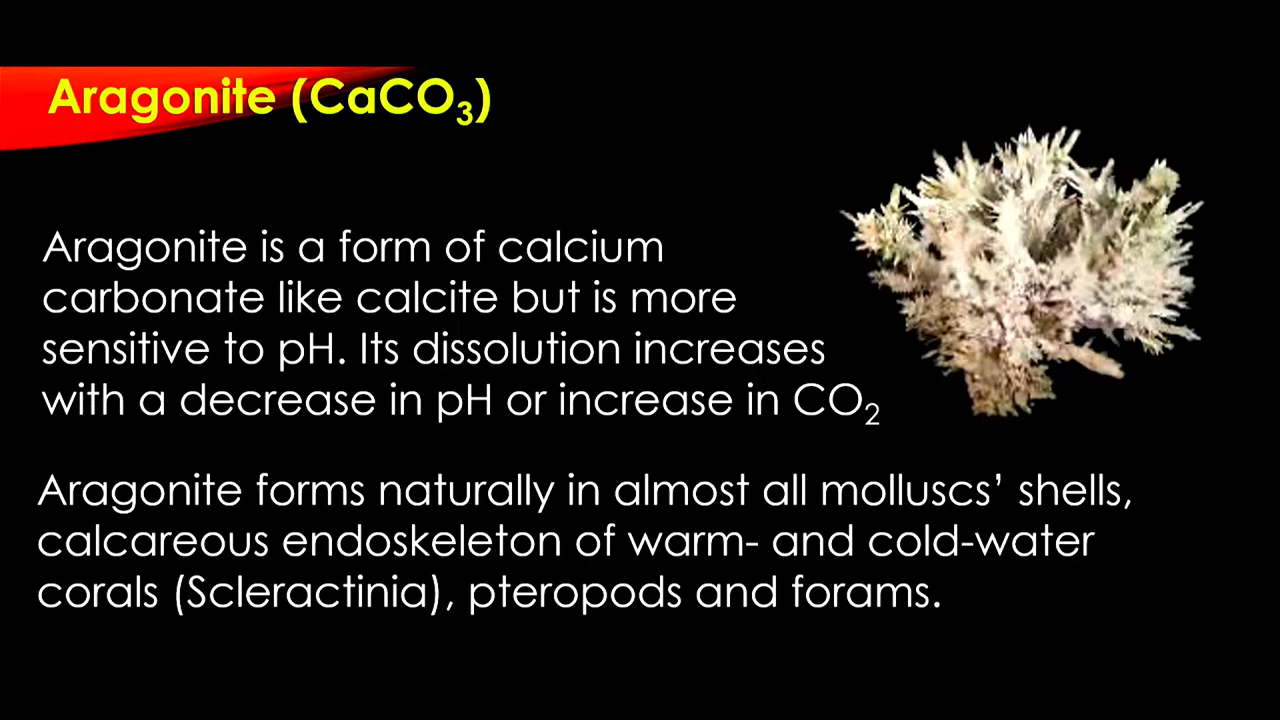 Aragonite (CaCO₃)
Aragonite is a form of calcium
carbonate like calcite but is more
sensitive to pH. Its dissolution increases
with a decrease in pH or increase in CO₂
Aragonite forms naturally in almost all molluscs’ shells,
calcareous endoskeleton of warm- and cold-water
corals (Scleractinia), pteropods and forams.